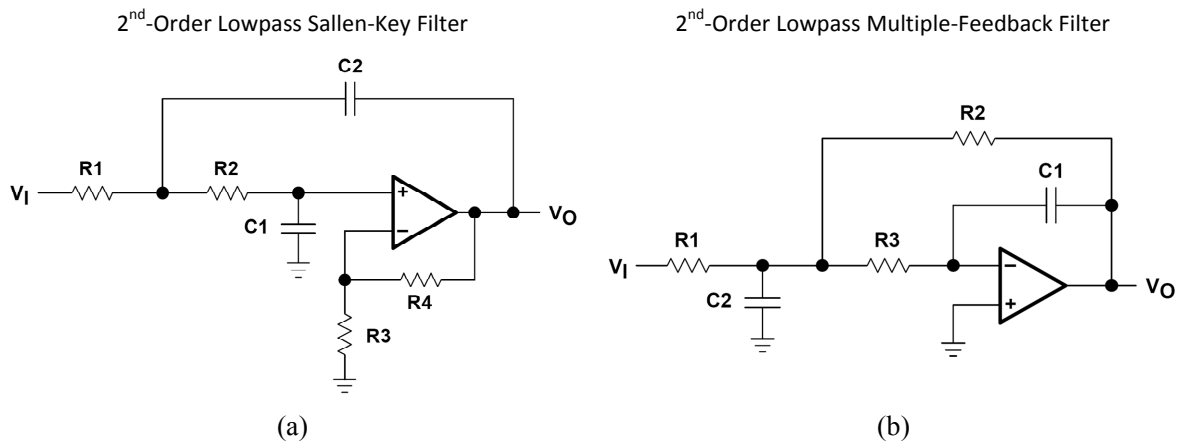 2nd-Order Lowpass Sallen-Key Filter
C2
R1
R2
VI
C1
+
−
VO
R4
R3
(a)
2nd-Order Lowpass Multiple-Feedback Filter
R2
C1
R1
R3
VI
C2
−
+
VO
(b)